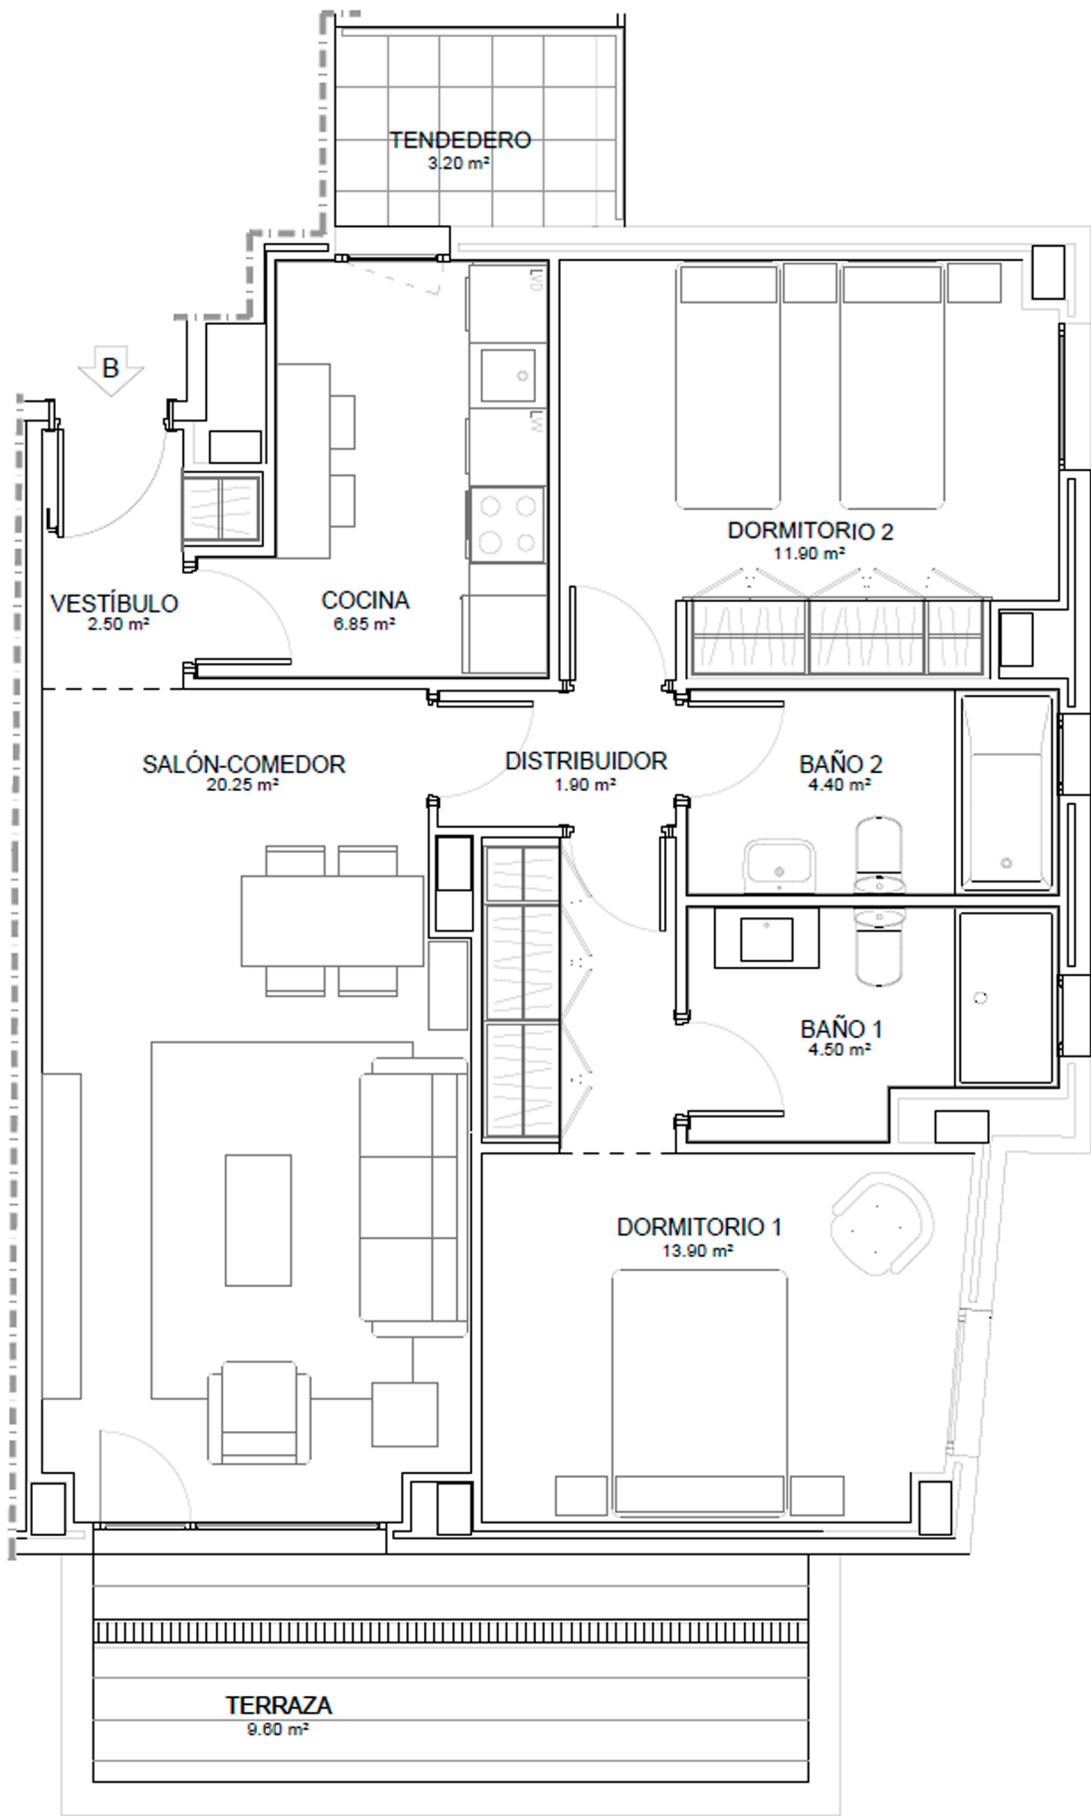 TENDEDERO
3.20 m²
B
LVD
LVV
DORMITORIO 2
11.90 m²
VESTÍBULO
2.50 m²
COCINA
6.85 m²
SALÓN-COMEDOR
20.25 m²
DISTRIBUIDOR
1.90 m²
BAÑO 2
4.40 m²
BAÑO 1
4.50 m²
DORMITORIO 1
13.90 m²
TERRAZA
9.60 m²